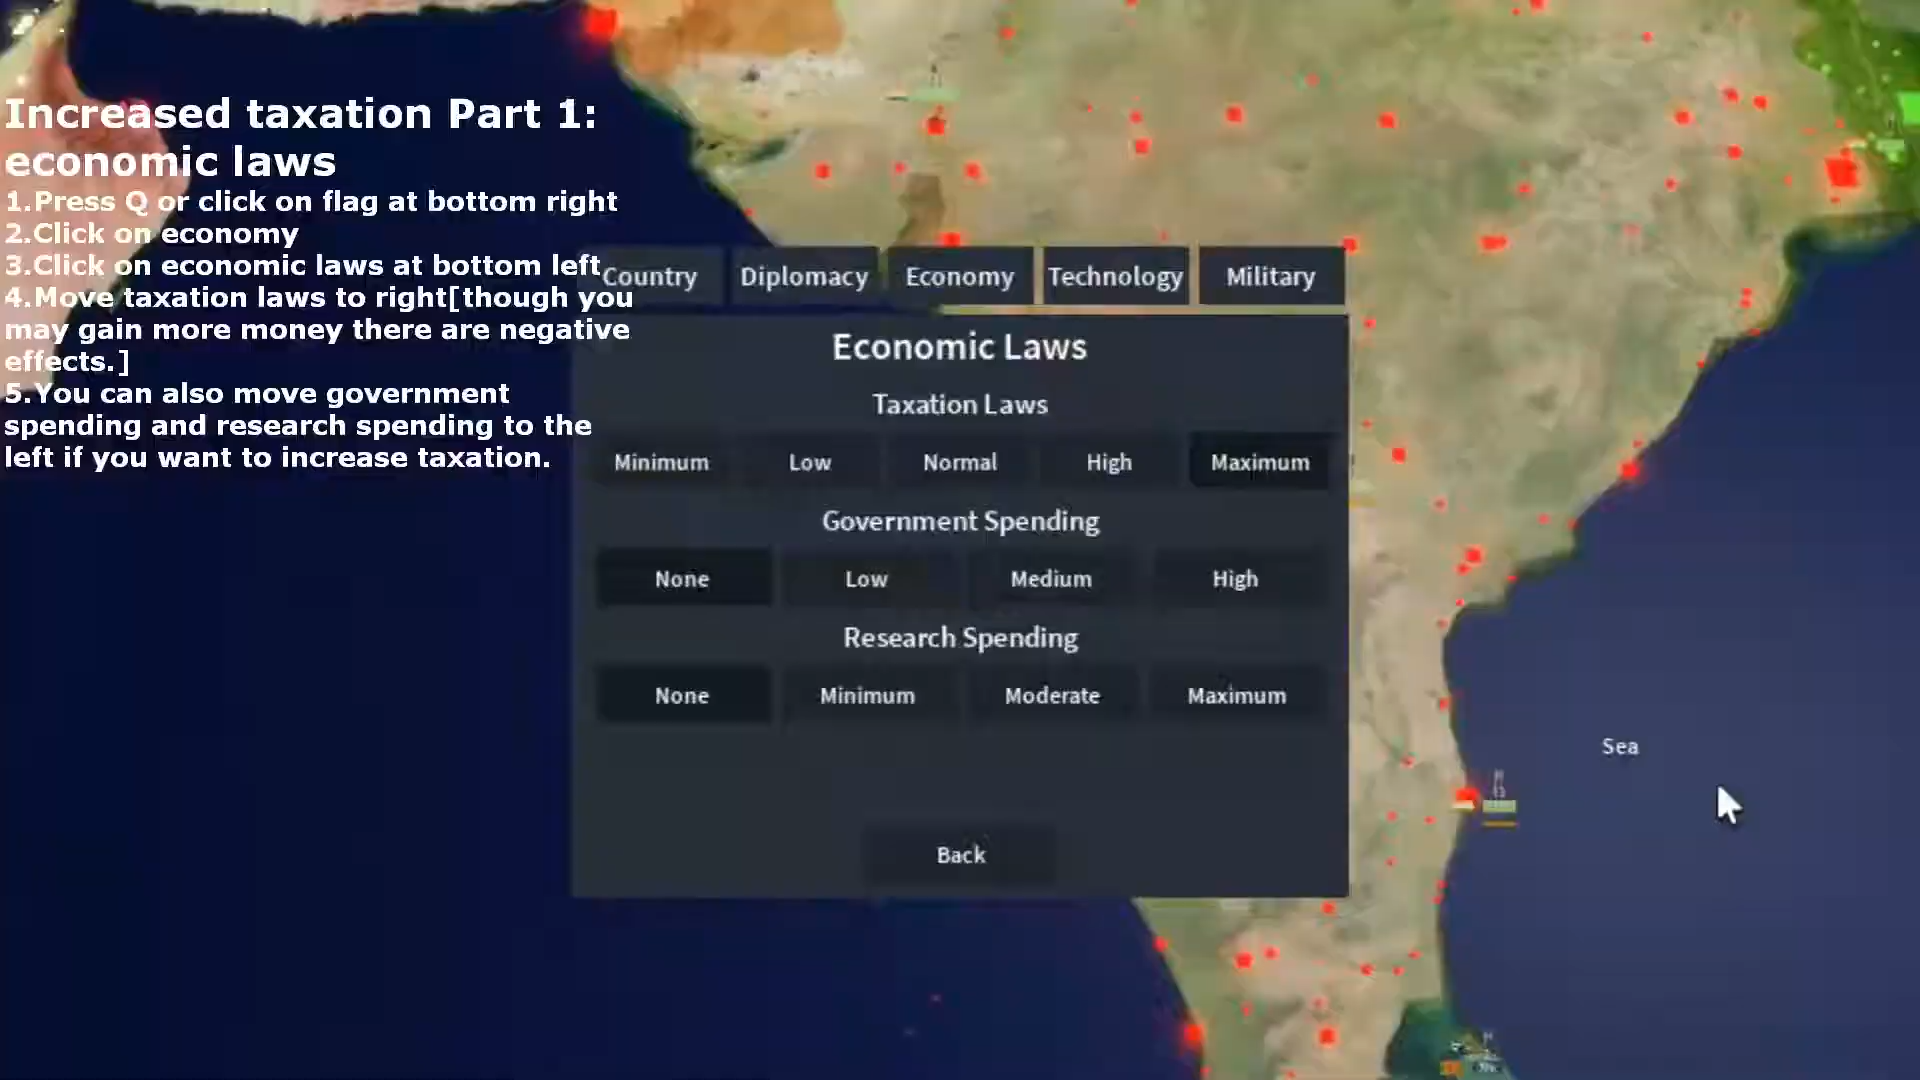 Increased taxation Part 1:
economic laws
1.Press Q or click on flag at bottom right
2.Click on economy
3.Click on economic laws at bottom left
4.Move taxation laws to right[though you
may gain more money there are negative
effects.]
5.You can also move government
spending and research spending to the
left if you want to increase taxation.
Country Diplomacy Economy Technology Military
Economic Laws
Taxation Laws
Minimum Low Normal High Maximum
Government Spending
None Low Medium High
Research Spending
None Minimum Moderate Maximum
Back
Sea